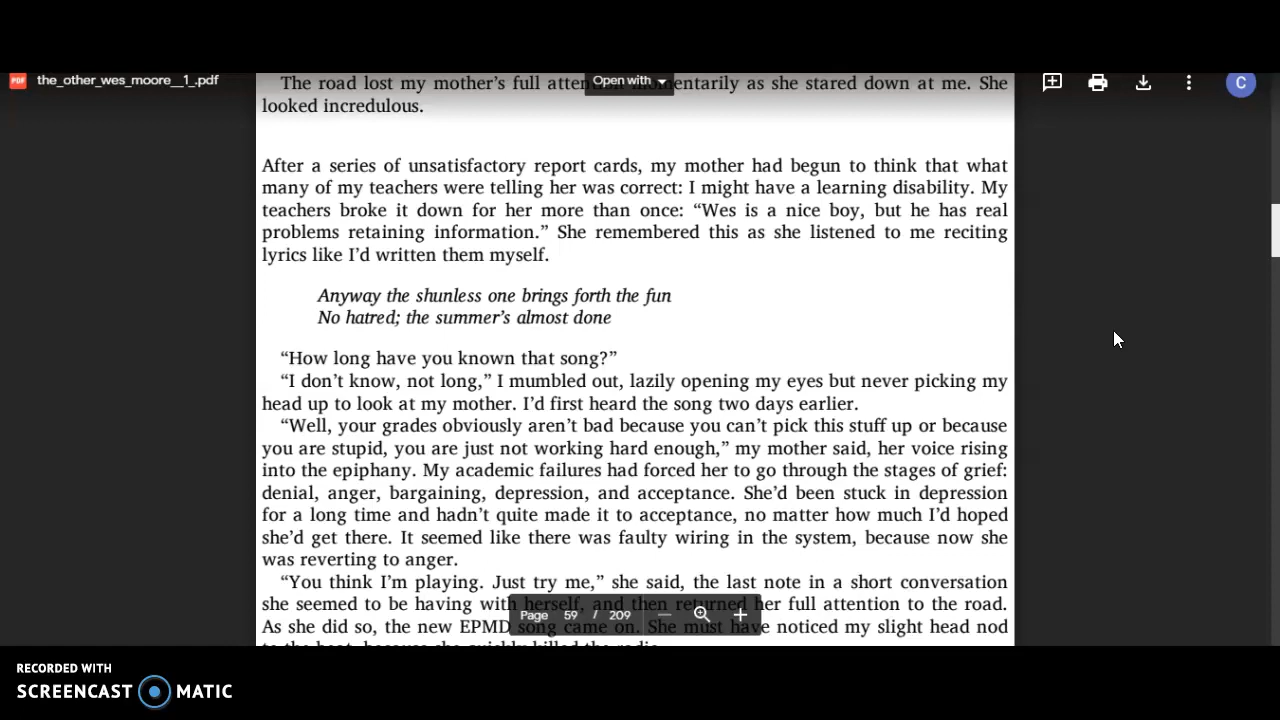 the_other_wes_moore__1_.pdf
Open with
The road lost my mother's full attention momentarily as she stared down at me. She
looked incredulous.
After a series of unsatisfactory report cards, my mother had begun to think that what
many of my teachers were telling her was correct: I might have a learning disability. My
teachers broke it down for her more than once: “Wes is a nice boy, but he has real
problems retaining information.” She remembered this as she listened to me reciting
lyrics like I’d written them myself.
Anyway the shunless one brings forth the fun
No hatred; the summer’s almost done
“How long have you known that song?”
“I don’t know, not long,” I mumbled out, lazily opening my eyes but never picking my
head up to look at my mother. I’d first heard the song two days earlier.
“Well, your grades obviously aren’t bad because you can’t pick this stuff up or because
you are stupid, you are just not working hard enough,” my mother said, her voice rising
into the epiphany. My academic failures had forced her to go through the stages of grief:
denial, anger, bargaining, depression, and acceptance. She’d been stuck in depression
for a long time and hadn’t quite made it to acceptance, no matter how much I’d hoped
she’d get there. It seemed like there was faulty wiring in the system, because now she
was reverting to anger.
“You think I’m playing. Just try me,” she said, the last note in a short conversation
she seemed to be having with herself, and then returned her full attention to the road.
As she did so, the new EPMD song came on. She must have noticed my slight head nod
to the beat, because she quickly killed the radio.
Page 59 / 209
C
PDF
RECORDED WITH
SCREENCAST MATIC